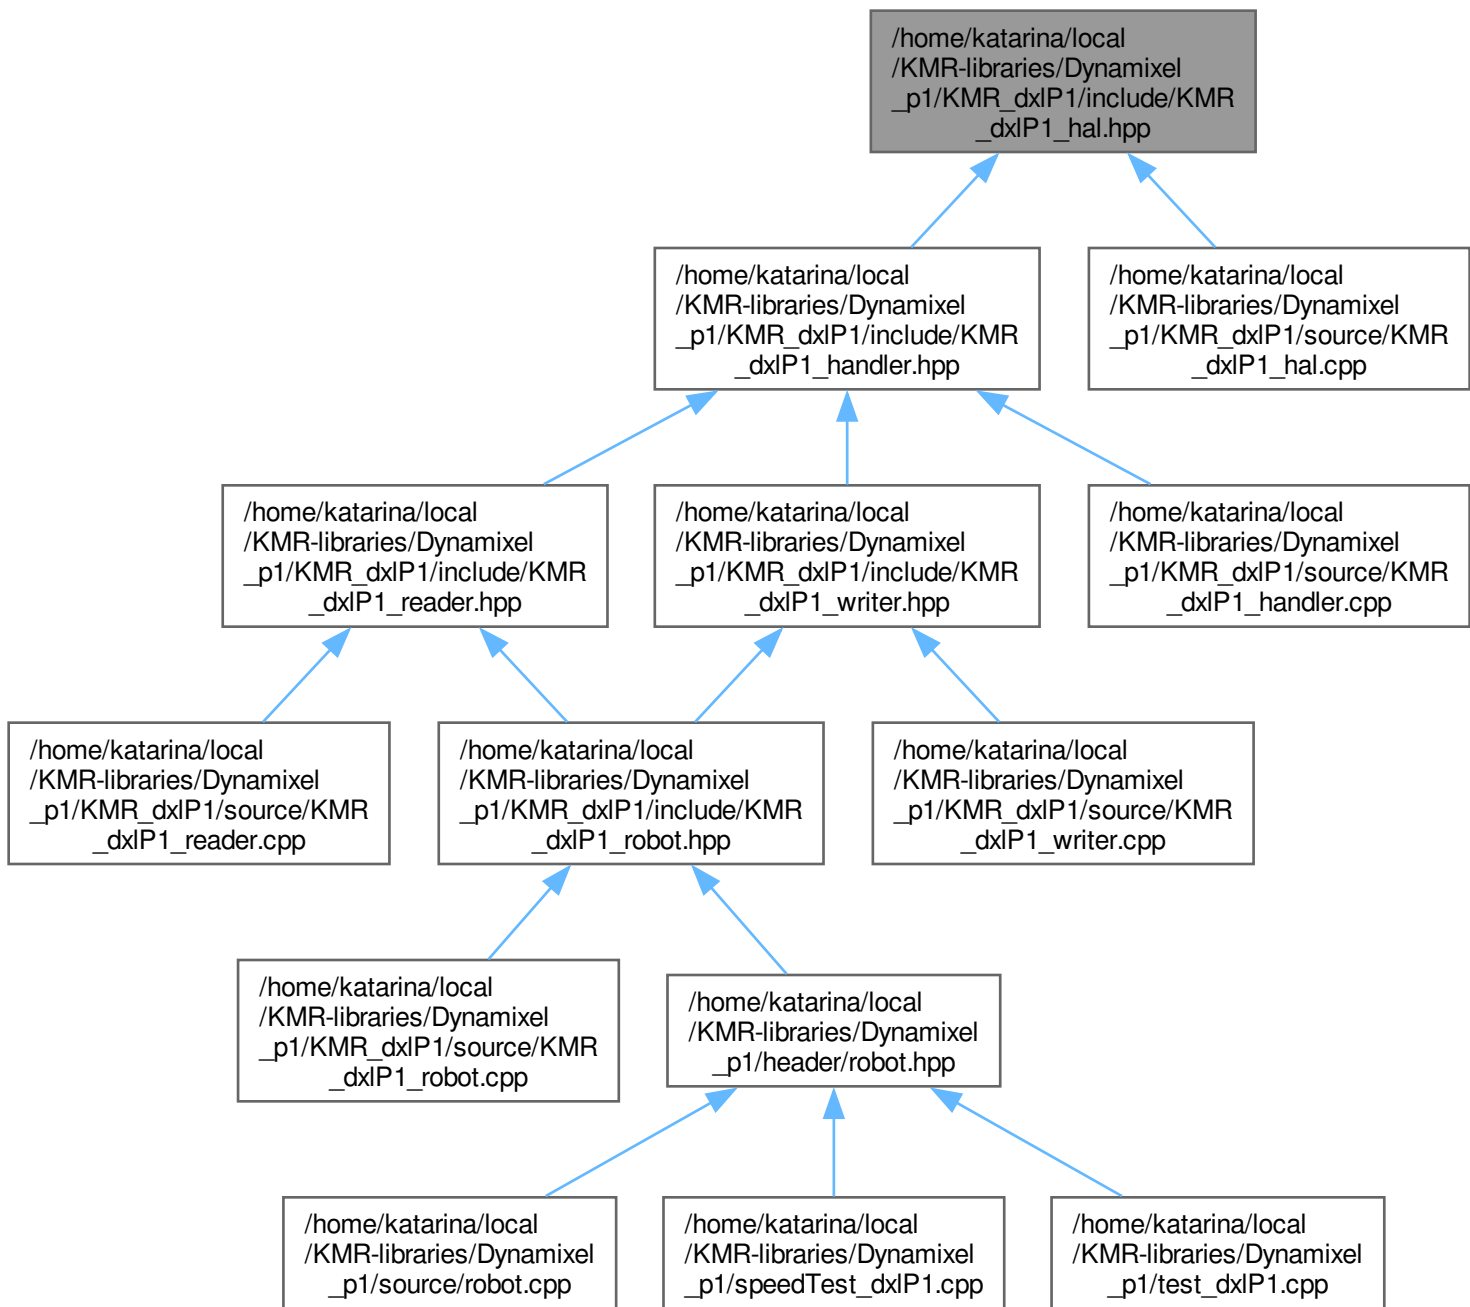 /home/katarina/local
/KMR-libraries/Dynamixel
_p1/KMR_dxlP1/include/KMR
_dxlP1_hal.hpp
/home/katarina/local
/KMR-libraries/Dynamixel
_p1/KMR_dxlP1/include/KMR
_dxlP1_handler.hpp
/home/katarina/local
/KMR-libraries/Dynamixel
_p1/KMR_dxlP1/source/KMR
_dxlP1_hal.cpp
/home/katarina/local
/KMR-libraries/Dynamixel
_p1/KMR_dxlP1/include/KMR
_dxlP1_reader.hpp
/home/katarina/local
/KMR-libraries/Dynamixel
_p1/KMR_dxlP1/include/KMR
_dxlP1_writer.hpp
/home/katarina/local
/KMR-libraries/Dynamixel
_p1/KMR_dxlP1/source/KMR
_dxlP1_handler.cpp
/home/katarina/local
/KMR-libraries/Dynamixel
_p1/KMR_dxlP1/source/KMR
_dxlP1_reader.cpp
/home/katarina/local
/KMR-libraries/Dynamixel
_p1/KMR_dxlP1/include/KMR
_dxlP1_robot.hpp
/home/katarina/local
/KMR-libraries/Dynamixel
_p1/KMR_dxlP1/source/KMR
_dxlP1_writer.cpp
/home/katarina/local
/KMR-libraries/Dynamixel
_p1/KMR_dxlP1/source/KMR
_dxlP1_robot.cpp
/home/katarina/local
/KMR-libraries/Dynamixel
_p1/header/robot.hpp
/home/katarina/local
/KMR-libraries/Dynamixel
_p1/source/robot.cpp
/home/katarina/local
/KMR-libraries/Dynamixel
_p1/speedTest_dxlP1.cpp
/home/katarina/local
/KMR-libraries/Dynamixel
_p1/test_dxlP1.cpp